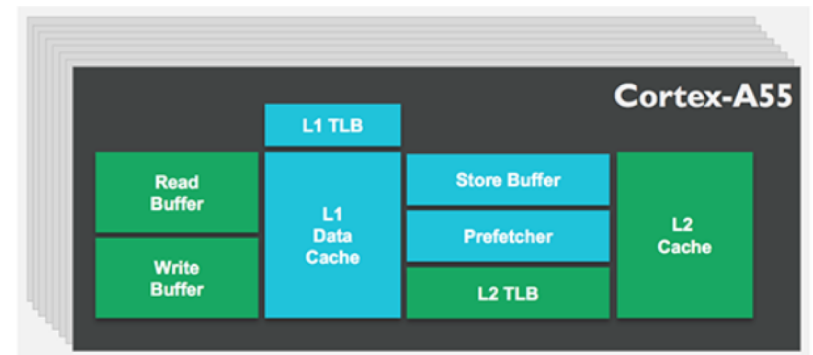 Cortex-A55
L1 TLB
Read
Buffer
Write
Buffer
L1
Data
Cache
Store Buffer
Prefetcher
L2 TLB
L2
Cache